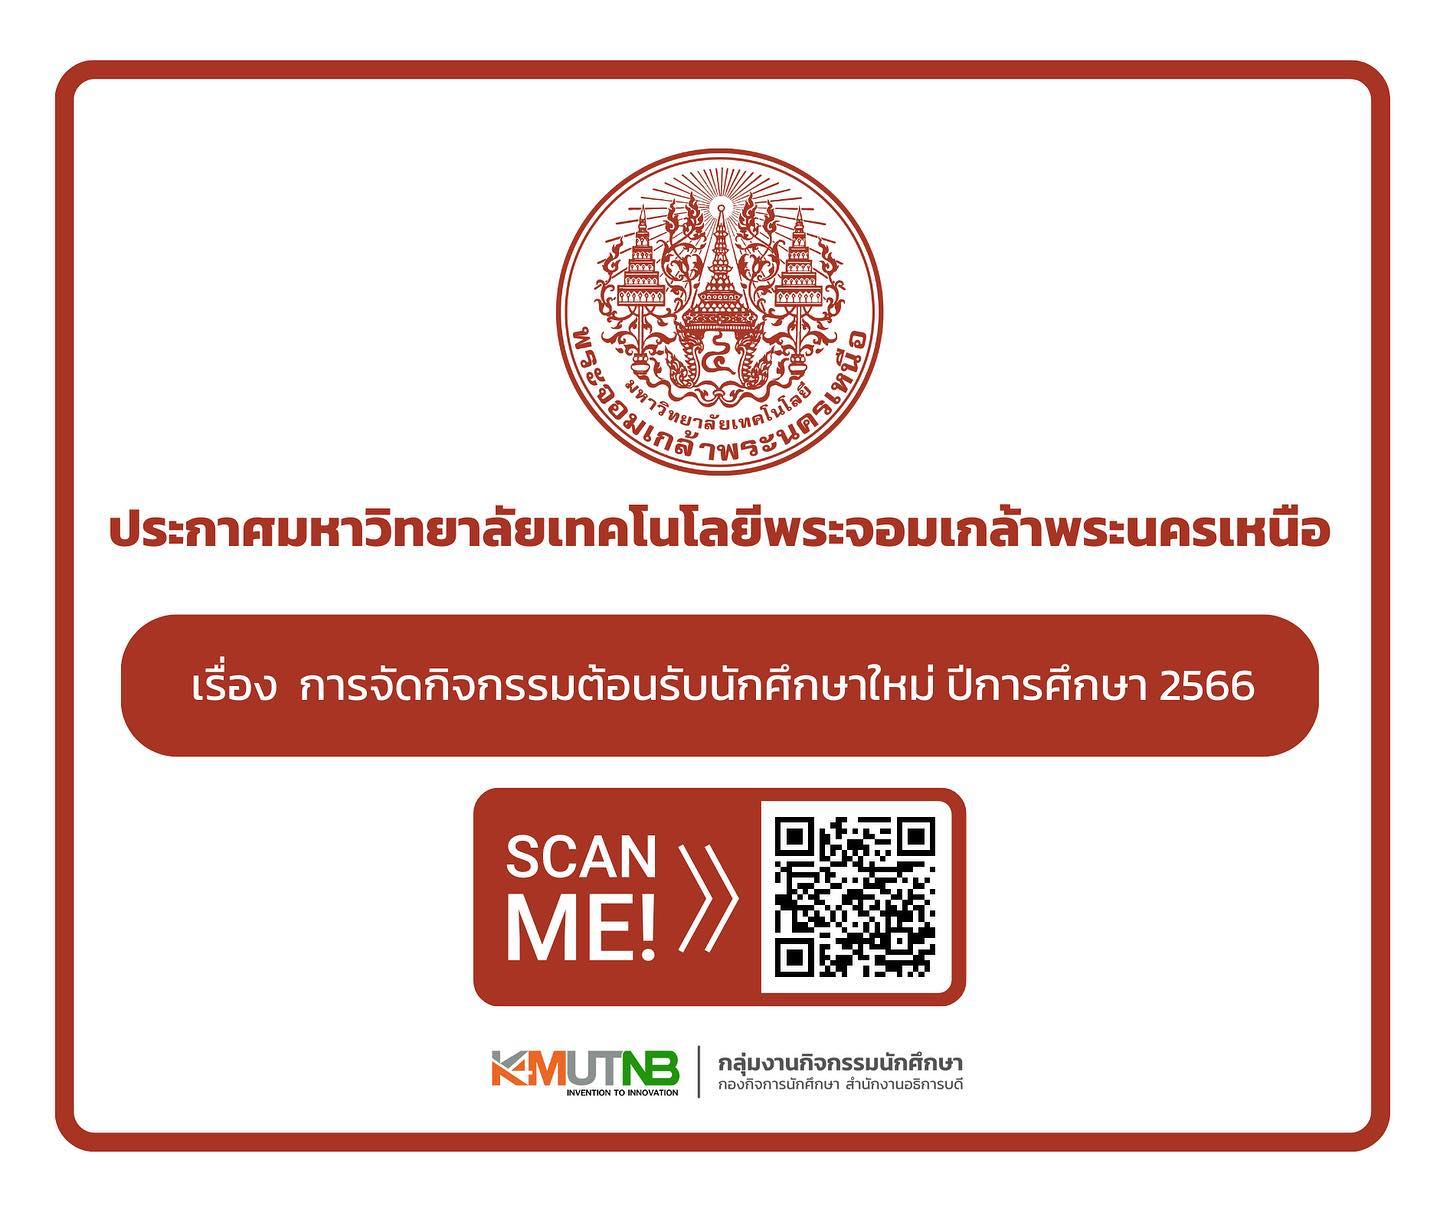 มหาวิทยาลัยเทคโนโลยี
พระจอมเกล้าพระนครเหนือ
ประกาศมหาวิทยาลัยเทคโนโลยีพระจอมเกล้าพระนครเหนือ
เรื่อง การจัดกิจกรรมต้อนรับนักศึกษาใหม่ ปีการศึกษา 2566
SCAN
ME!
KMUTNB
INVENTION TO INNOVATION
กลุ่มงานกิจกรรมนักศึกษา
กองกิจการนักศึกษา สำนักงานอธิการบดี